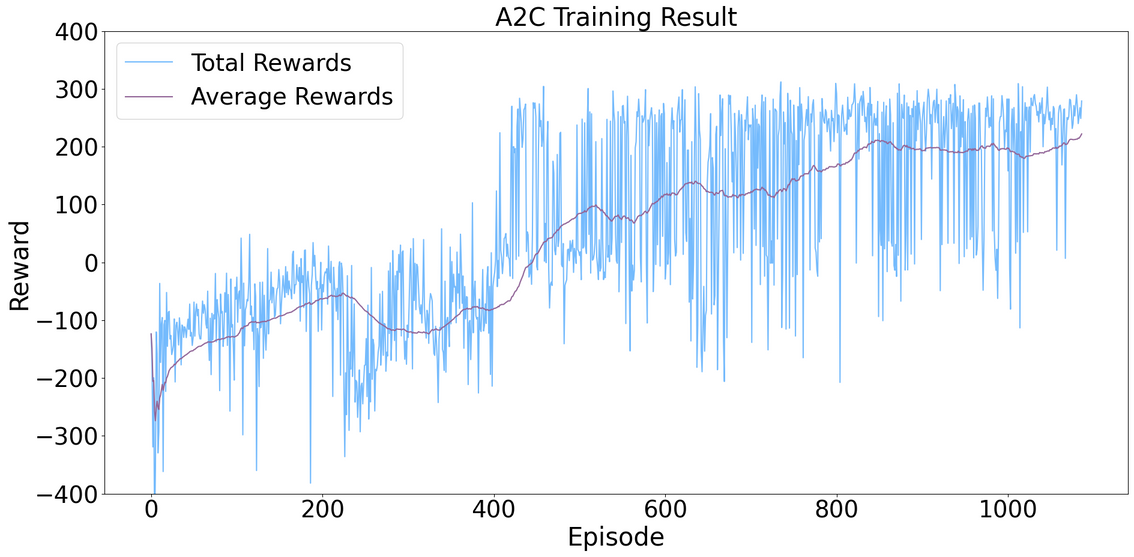 A2C Training Result
400
300
200
100
0
−100
−200
−300
−400
Reward
Total Rewards
Average Rewards
0 200 400 600 800 1000
Episode